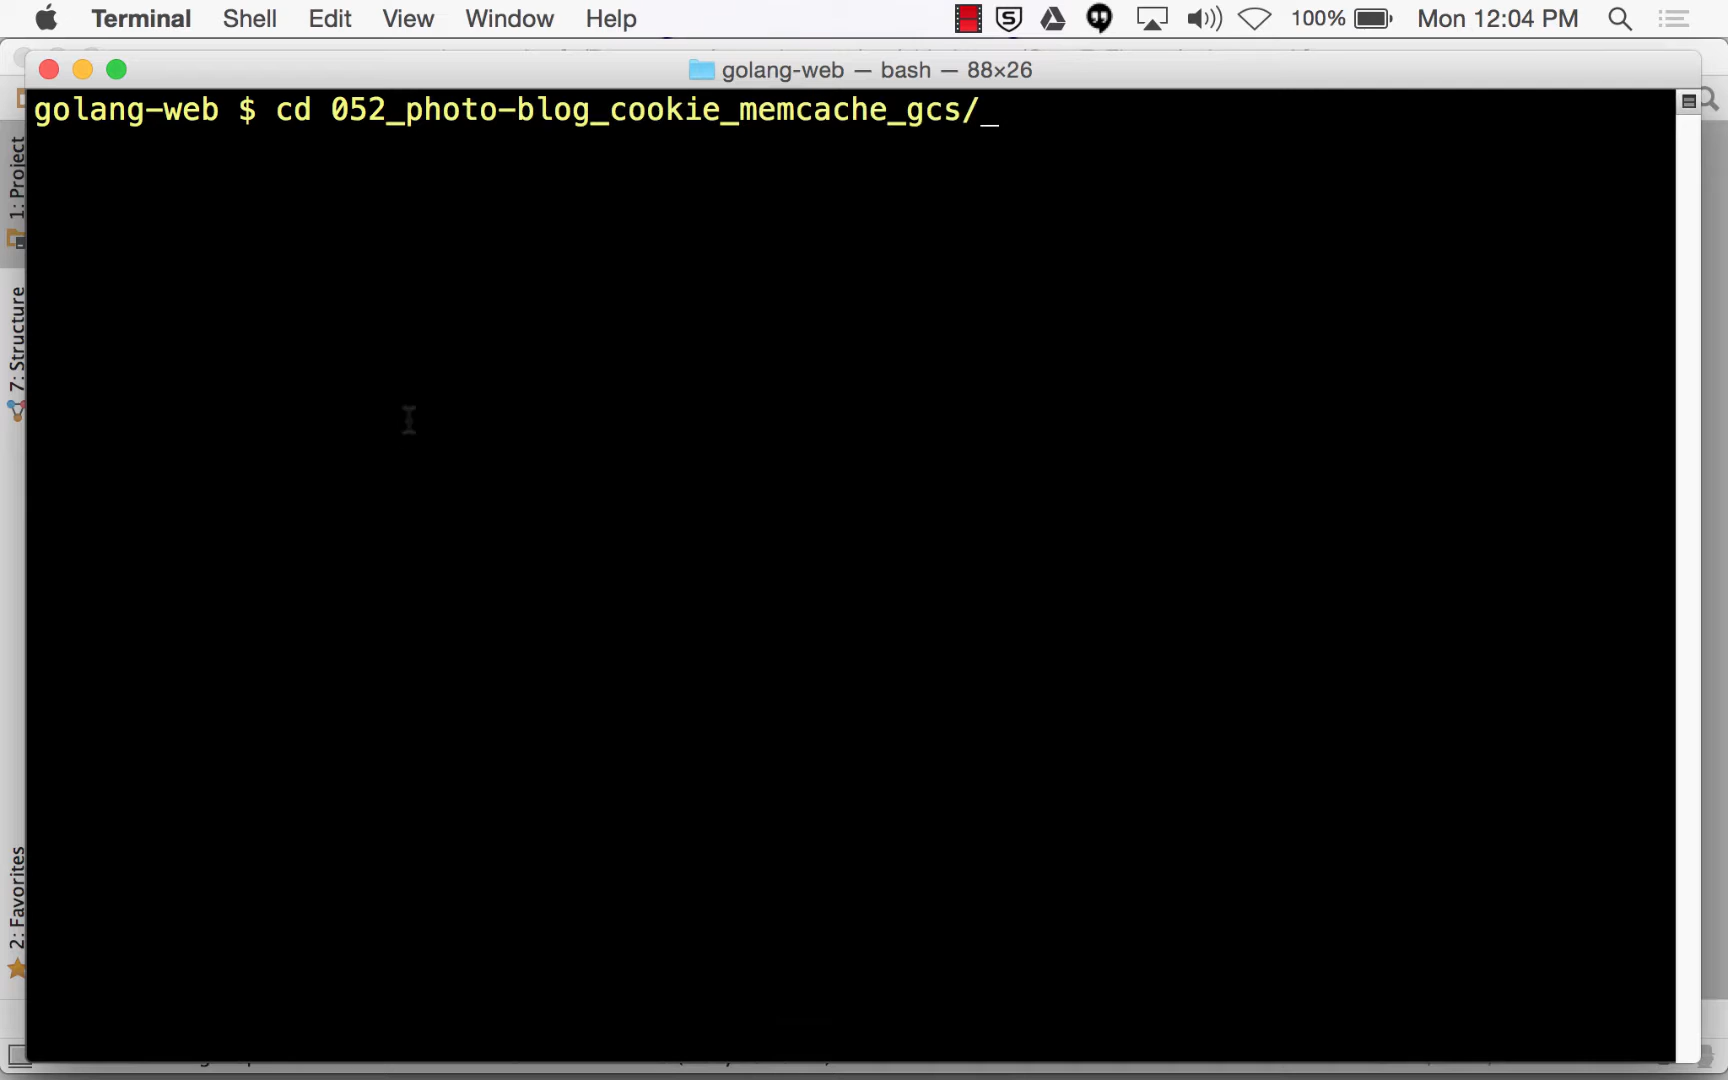 Terminal Shell Edit View Window Help 100% Mon 12:04 PM
golang-web — bash — 88×26
golang-web $ cd 052_photo-blog_cookie_memcache_gcs/_
1: Project
7: Structure
2: Favorites